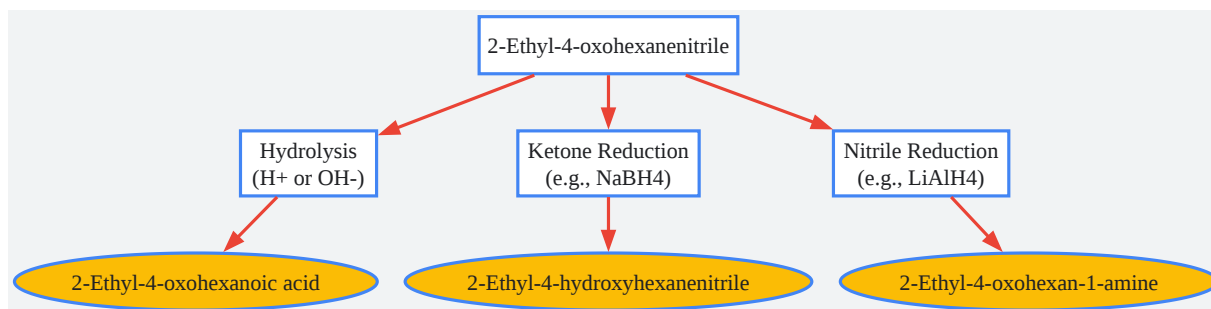 2-Ethyl-4-oxohexanenitrile
Hydrolysis
(H+ or OH-)
Ketone Reduction
(e.g., NaBH4)
Nitrile Reduction
(e.g., LiAlH4)
2-Ethyl-4-oxohexanoic acid
2-Ethyl-4-hydroxyhexanenitrile
2-Ethyl-4-oxohexan-1-amine